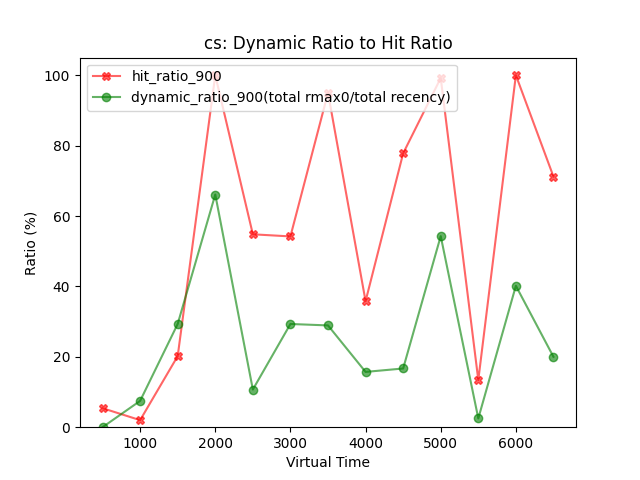 cs: Dynamic Ratio to Hit Ratio
hit_ratio_900
dynamic_ratio_900(total rmax0/total recency)
Ratio (%)
100
80
60
40
20
0
1000 2000 3000 4000 5000 6000
Virtual Time